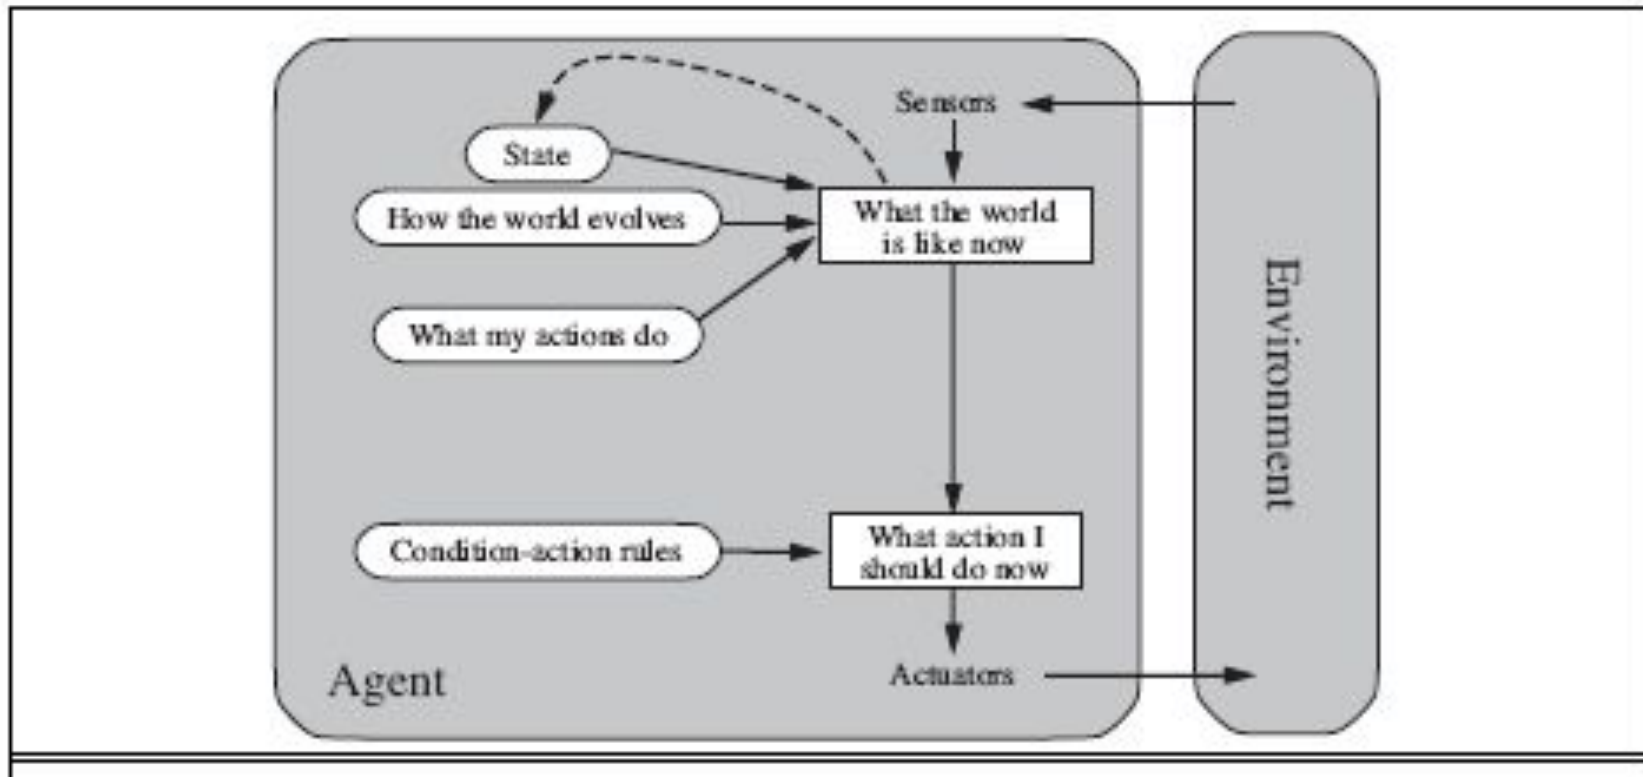 Sensors
State
How the world evolves
What the world
is like now
What my actions do
Condition-action rules
What action I
should do now
Agent
Actuators
Environment